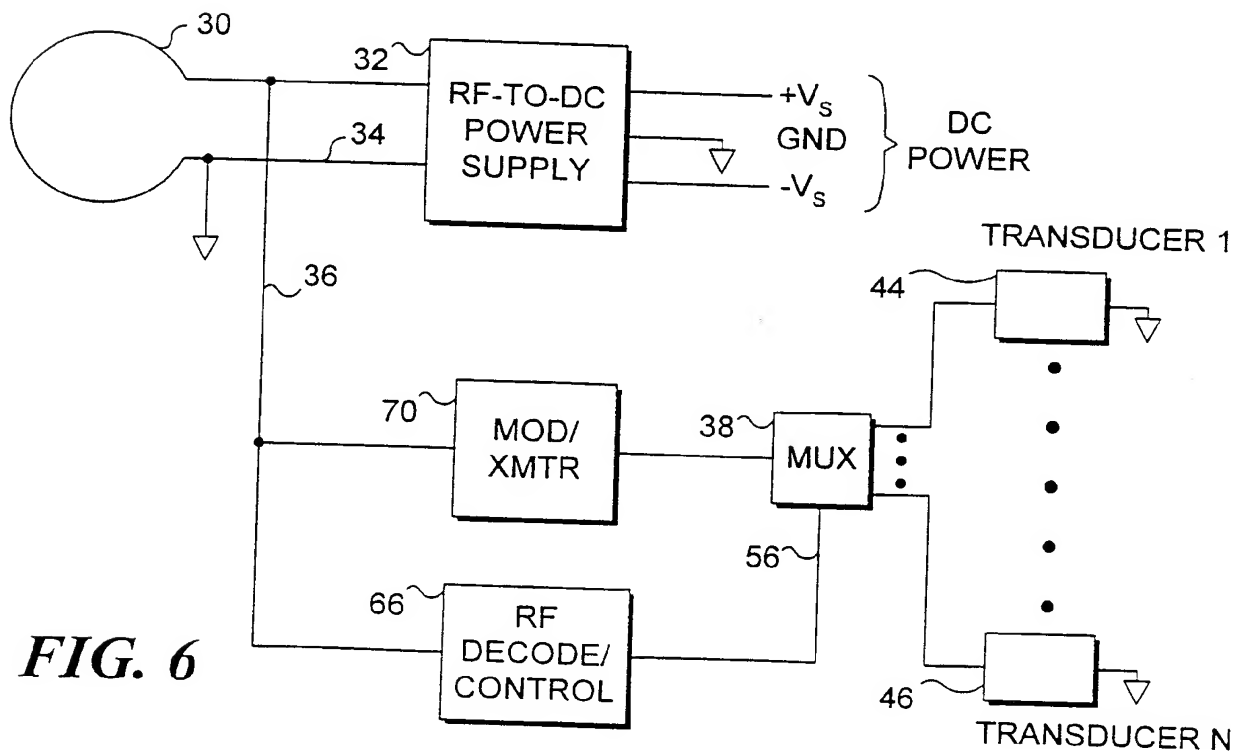 30
32
RF-TO-DC
POWER
SUPPLY
34
+VS
GND
-VS
DC
POWER
36
TRANSDUCER 1
44
70
MOD/
XMTR
38
MUX
56
66
RF
DECODE/
CONTROL
46
TRANSDUCER N
FIG. 6